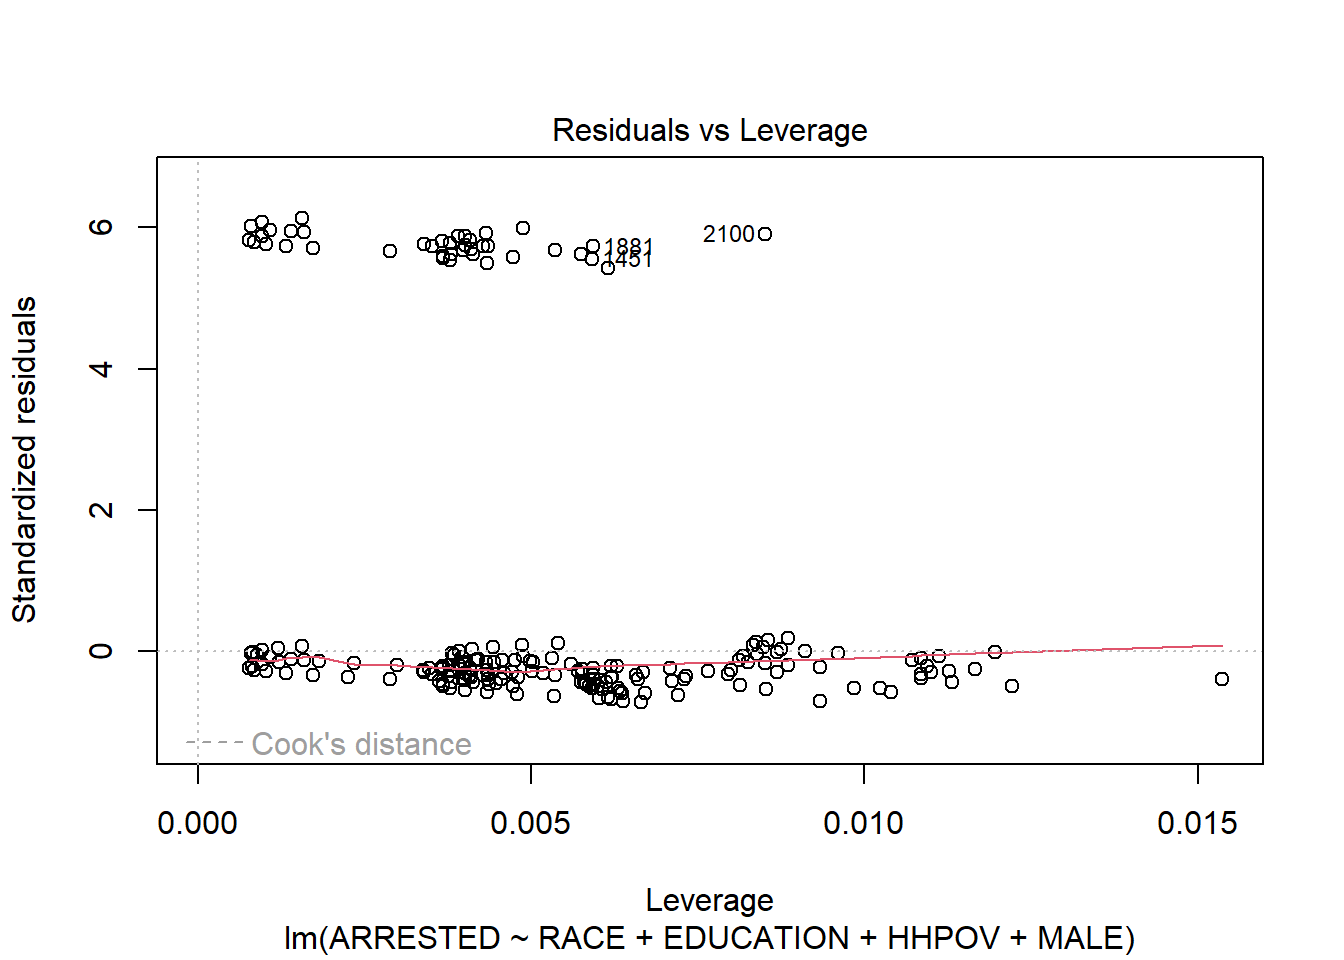 Residuals vs Leverage
Standardized residuals
6
4
2
0
2100
1881
1451
Cook's distance
0.000 0.005 0.010 0.015
Leverage
lm(ARRESTED ~ RACE + EDUCATION + HHPOV + MALE)